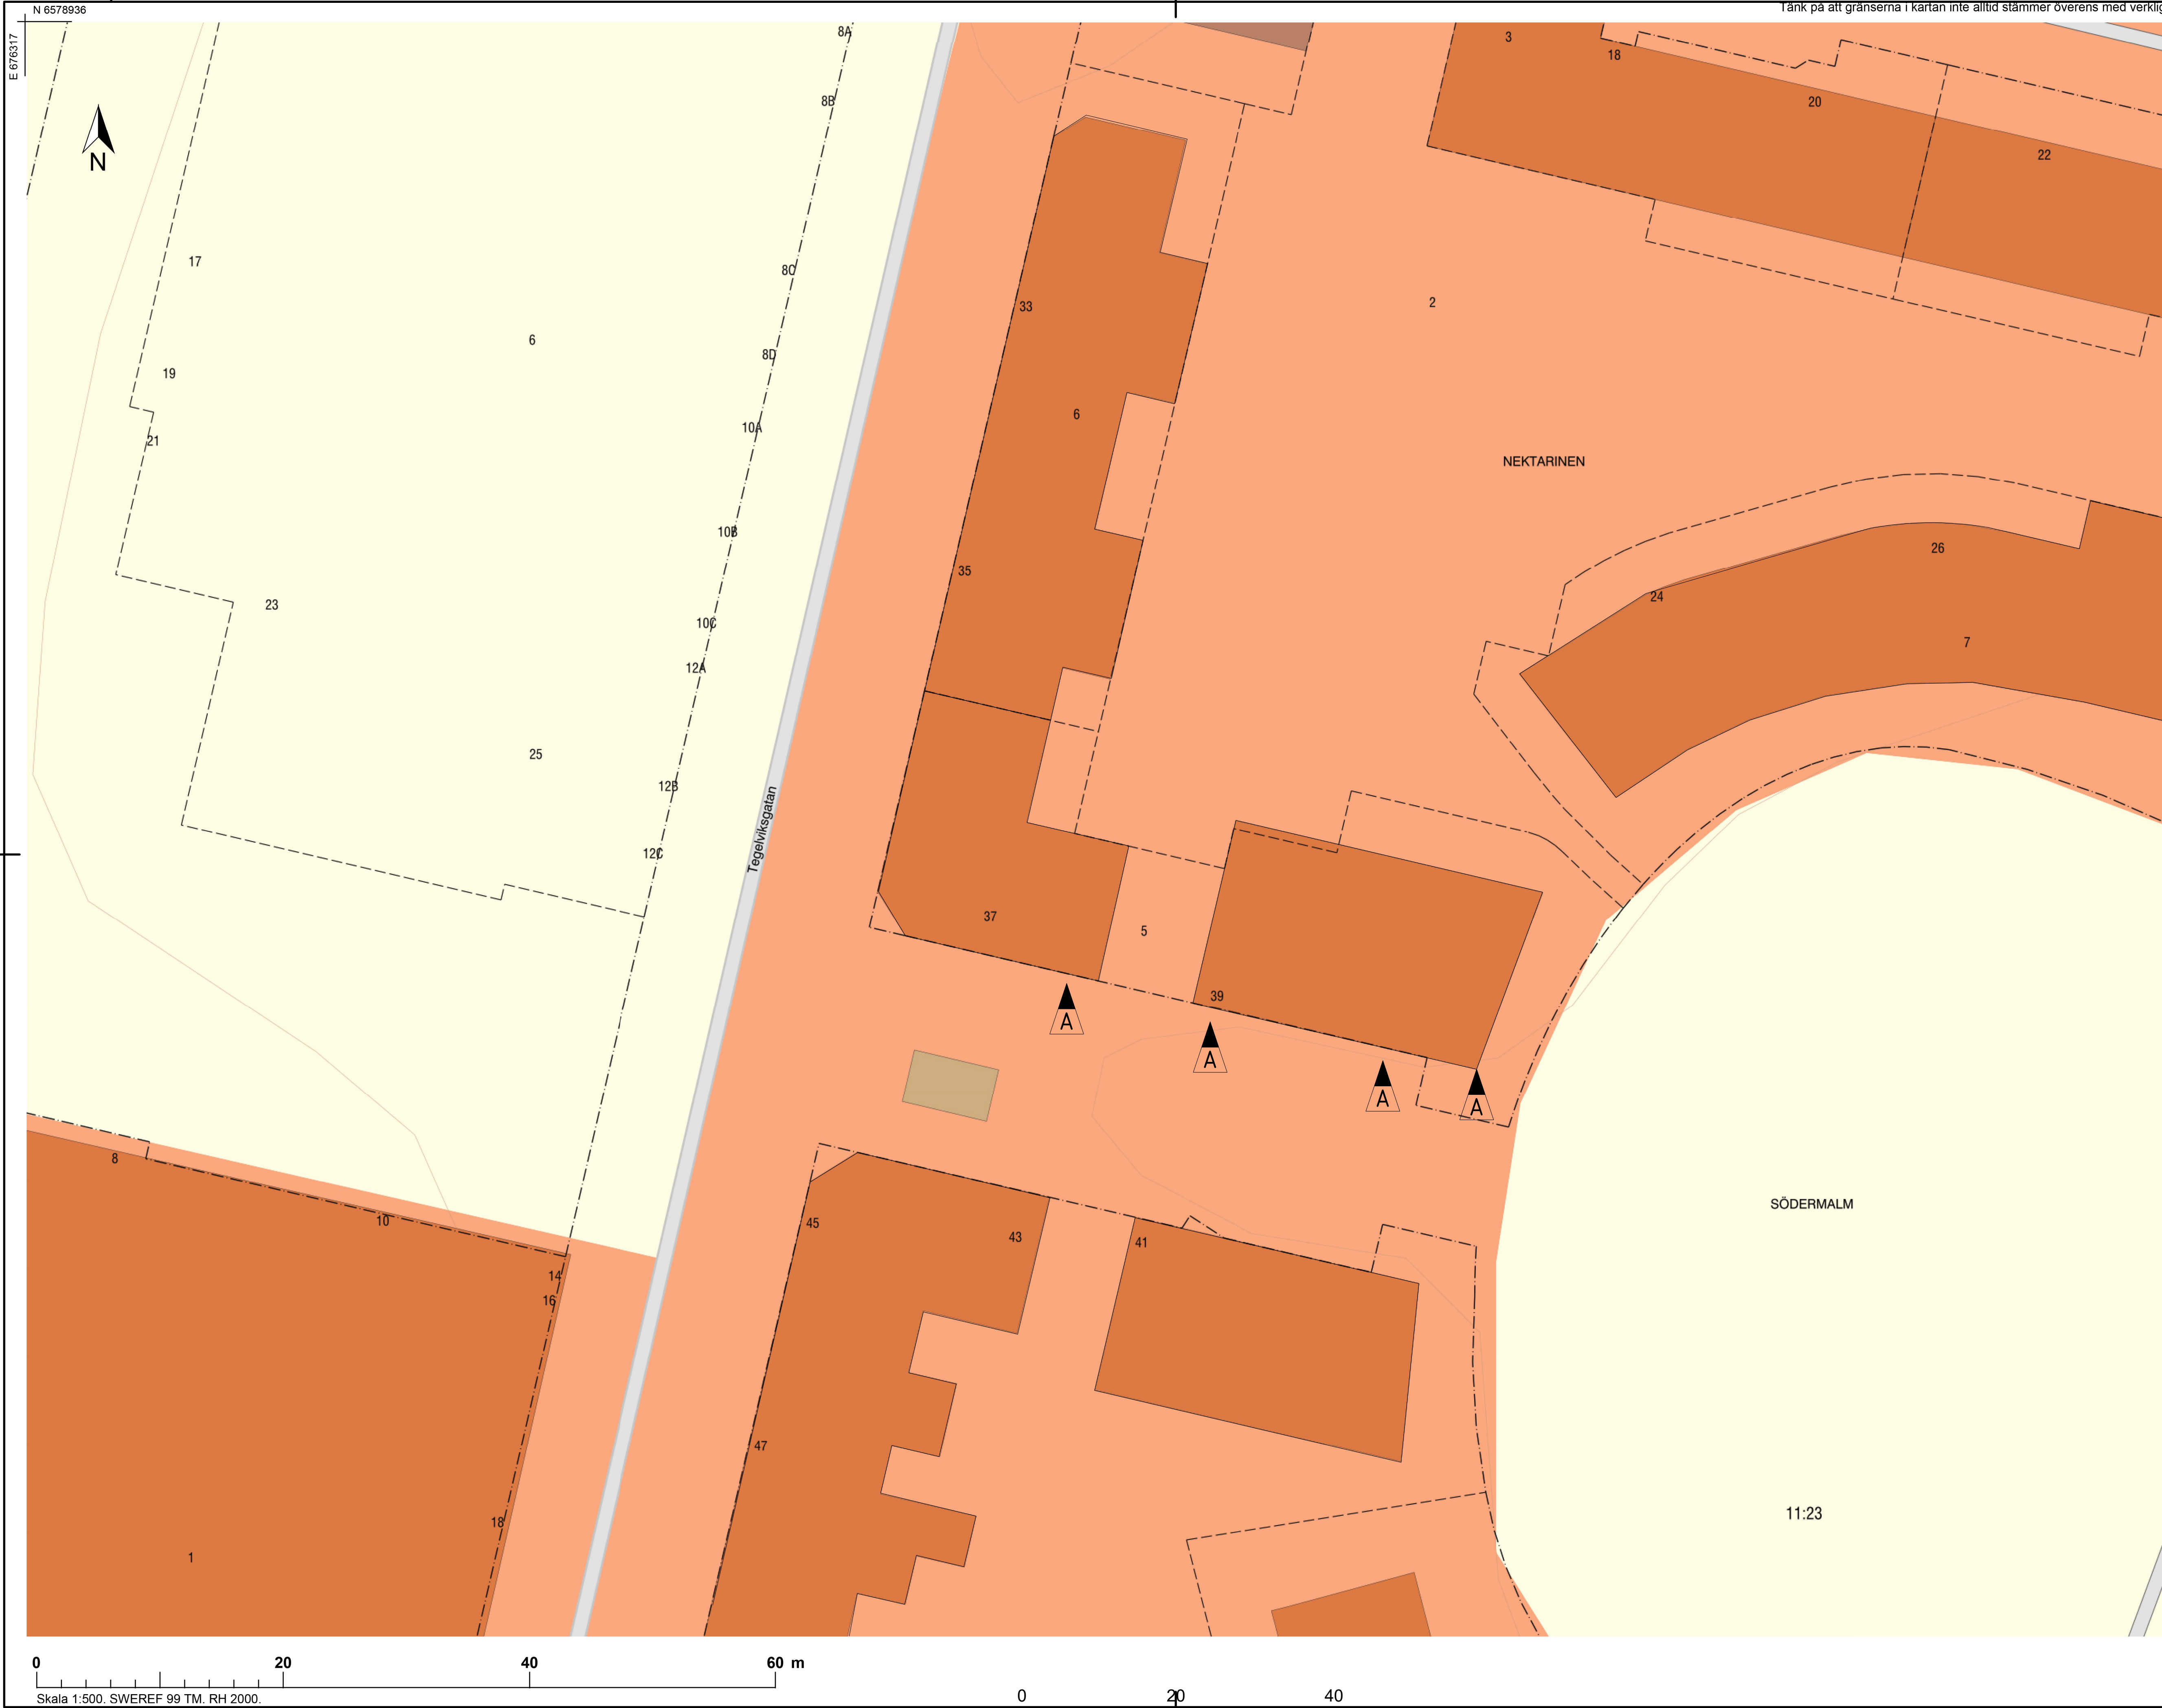 N 6578936
Tänk på att gränserna i kartan inte alltid stämmer överens med verklig
E 676317
N
8A
3
18
20
8B
22
17
8C
2
33
6
8D
19
6
10A
21
NEKTARINEN
10B
26
35
24
23
10C
7
12A
25
12B
Tegelviksgatan
12C
37
5
39
A
A
A
A
8
SÖDERMALM
10
45
43
41
14
16
47
11:23
18
1
0 20 40 60 m
Skala 1:500. SWEREF 99 TM. RH 2000.
0 20 40